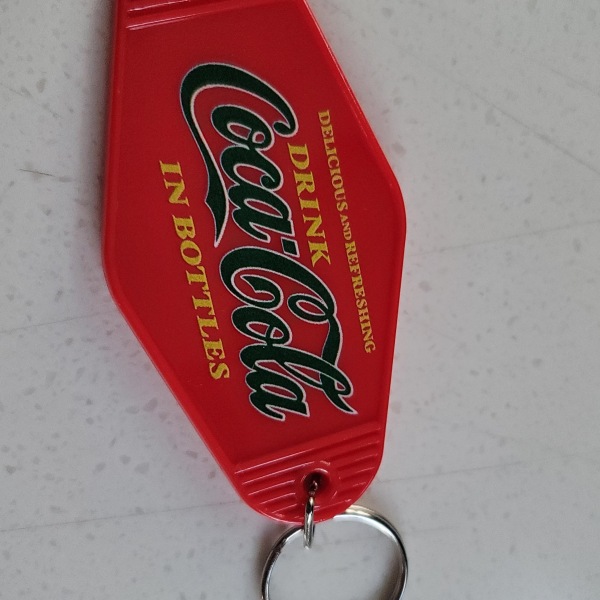 DELICIOUS AND REFRESHING
DRINK
Coca-Cola
IN BOTTLES